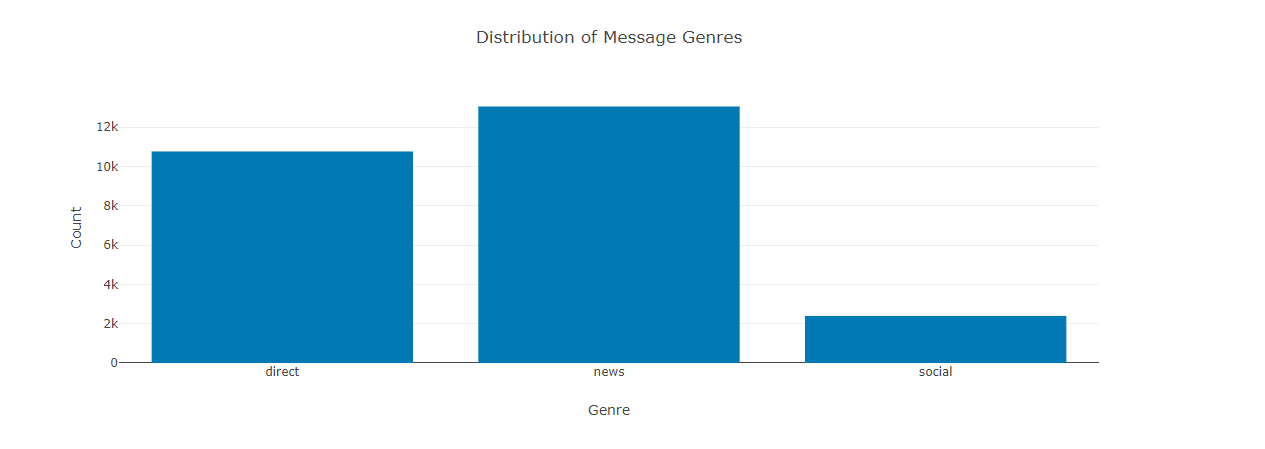 Distribution of Message Genres
12k
10k
8k
6k
4k
2k
0
Count
direct news social
Genre